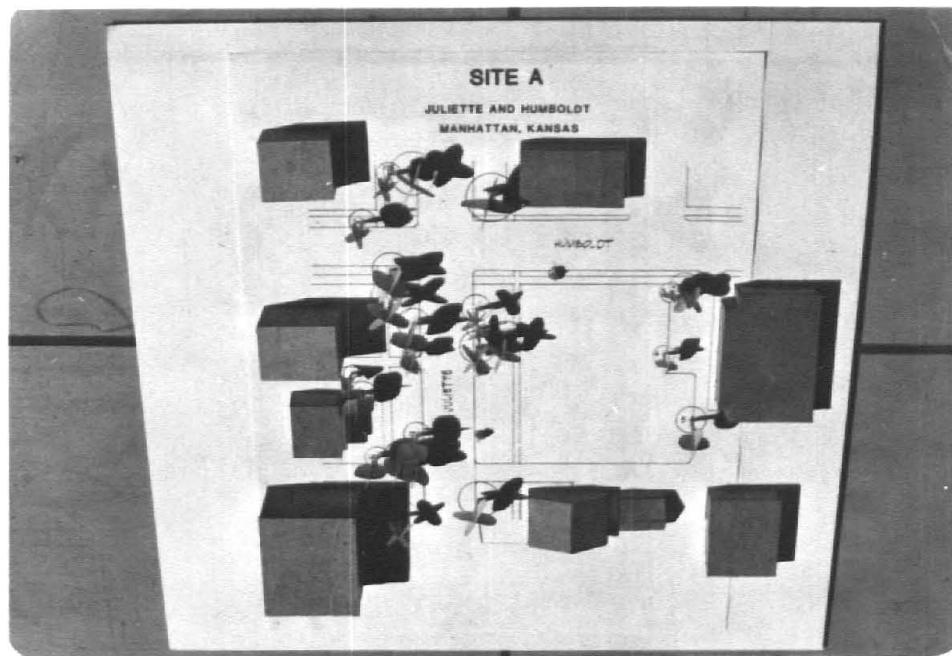 SITE A
JULIETTE AND HUMBOLDT
MANHATTAN, KANSAS
HUMBOLDT
JULIETTE